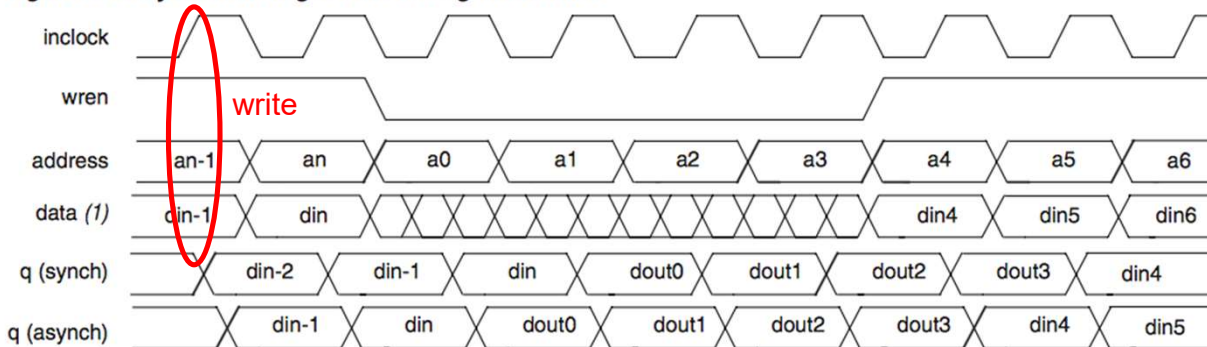 inclock
wren
write
address an-1 an a0 a1 a2 a3 a4 a5 a6
data (1) din-1 din din4 din5 din6
q (synch) din-2 din-1 din dout0 dout1 dout2 dout3 din4
q (asynch) din-1 din dout0 dout1 dout2 dout3 din4 din5